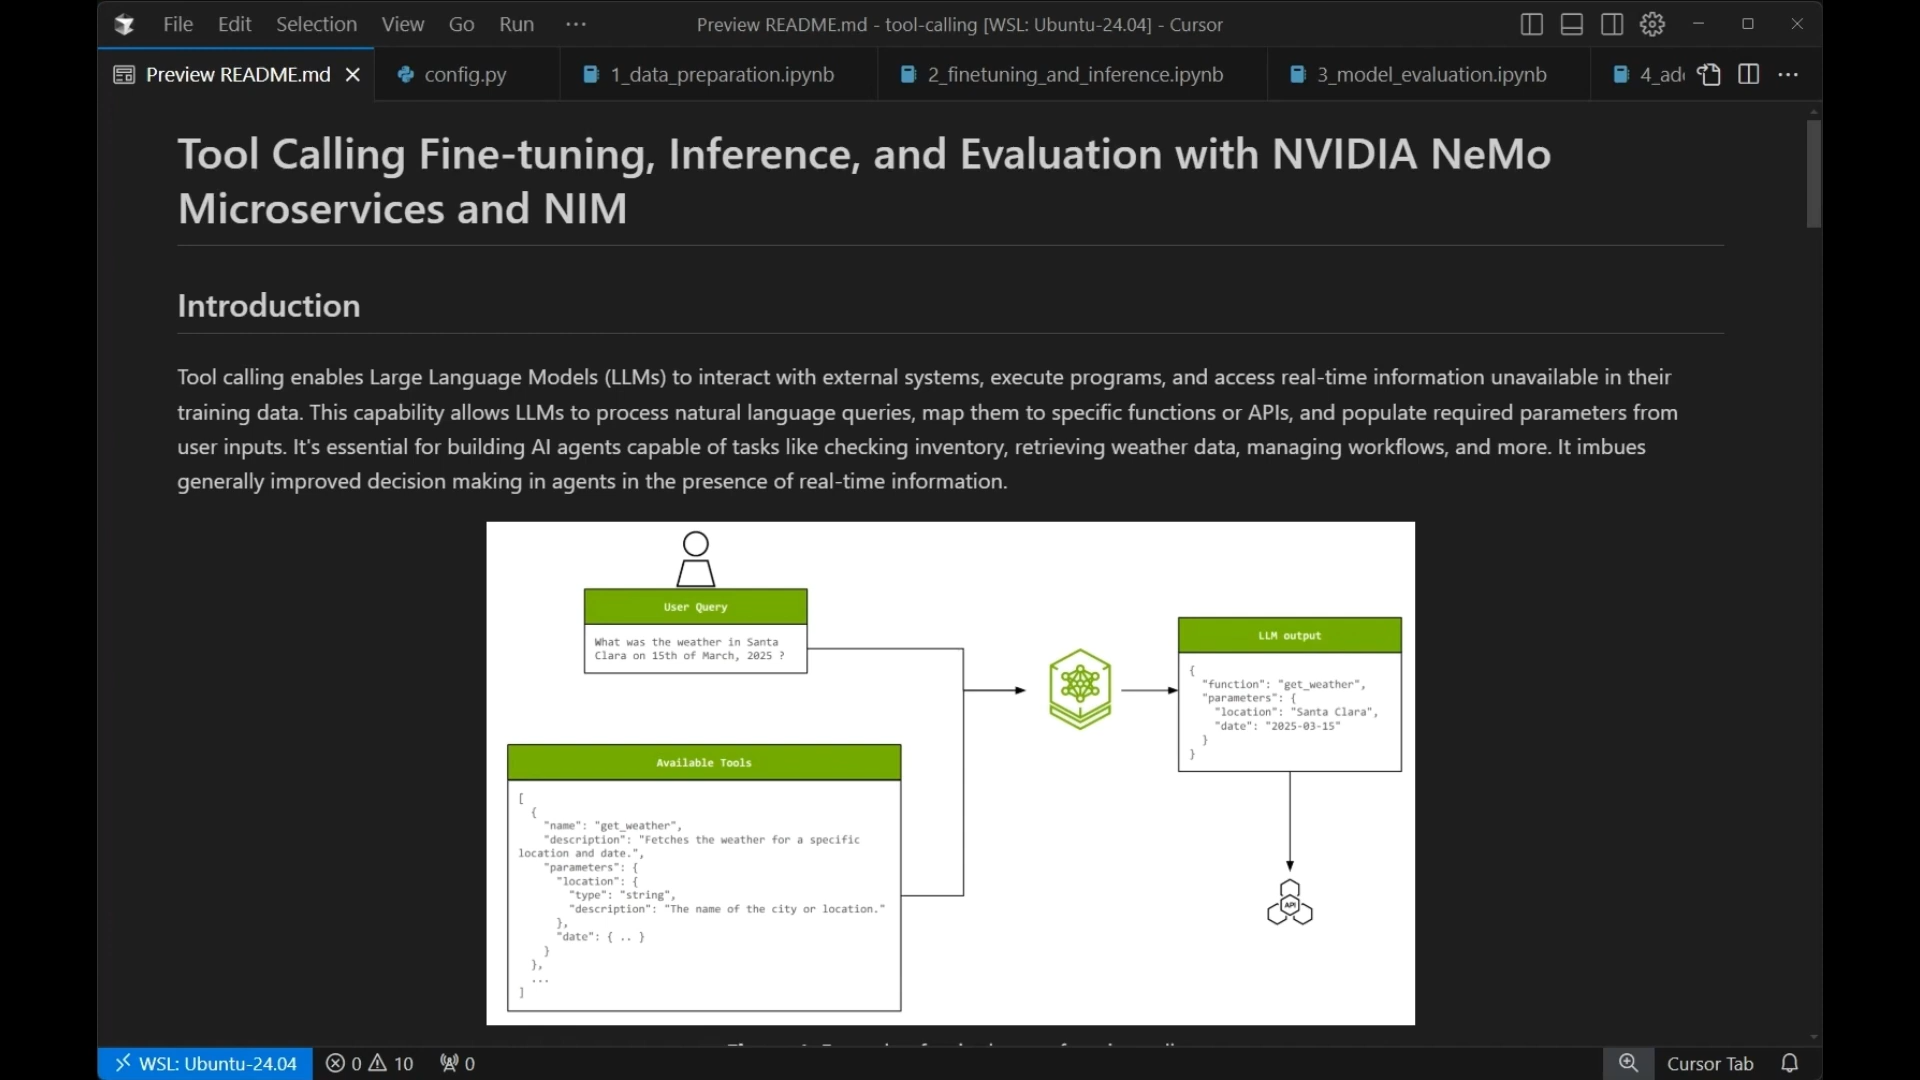 File Edit Selection View Go Run ··· Preview README.md - tool-calling [WSL: Ubuntu-24.04] - Cursor
Preview README.md config.py 1_data_preparation.ipynb 2_finetuning_and_inference.ipynb 3_model_evaluation.ipynb
Tool Calling Fine-tuning, Inference, and Evaluation with NVIDIA NeMo
Microservices and NIM
Introduction
Tool calling enables Large Language Models (LLMs) to interact with external systems, execute programs, and access real-time information unavailable in their
training data. This capability allows LLMs to process natural language queries, map them to specific functions or APIs, and populate required parameters from
user inputs. It's essential for building AI agents capable of tasks like checking inventory, retrieving weather data, managing workflows, and more. It imbues
generally improved decision making in agents in the presence of real-time information.
User Query
What was the weather in Santa
Clara on 15th of March, 2025 ?
Available Tools
[
{
"name": "get_weather",
"description": "Fetches the weather for a specific
location and date.",
"parameters": {
"location": {
"type": "string",
"description": "The name of the city or location."
},
"date": { .. }
}
},
...
]
LLM output
{
"function": "get_weather",
"parameters": {
"location": "Santa Clara",
"date": "2025-03-15"
}
}
API
WSL: Ubuntu-24.04 0 10 0 Cursor Tab